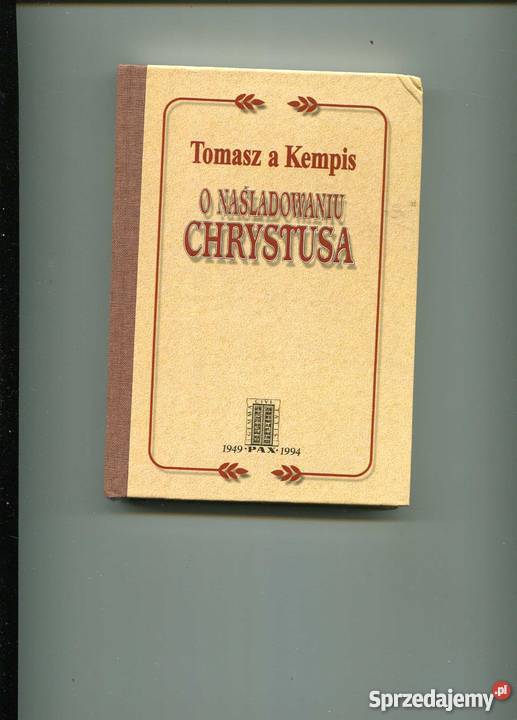 Tomasz a Kempis
O NAŚLADOWANIU
CHRYSTUSA
1949 · PAX · 1994
Sprzedajemy.pl